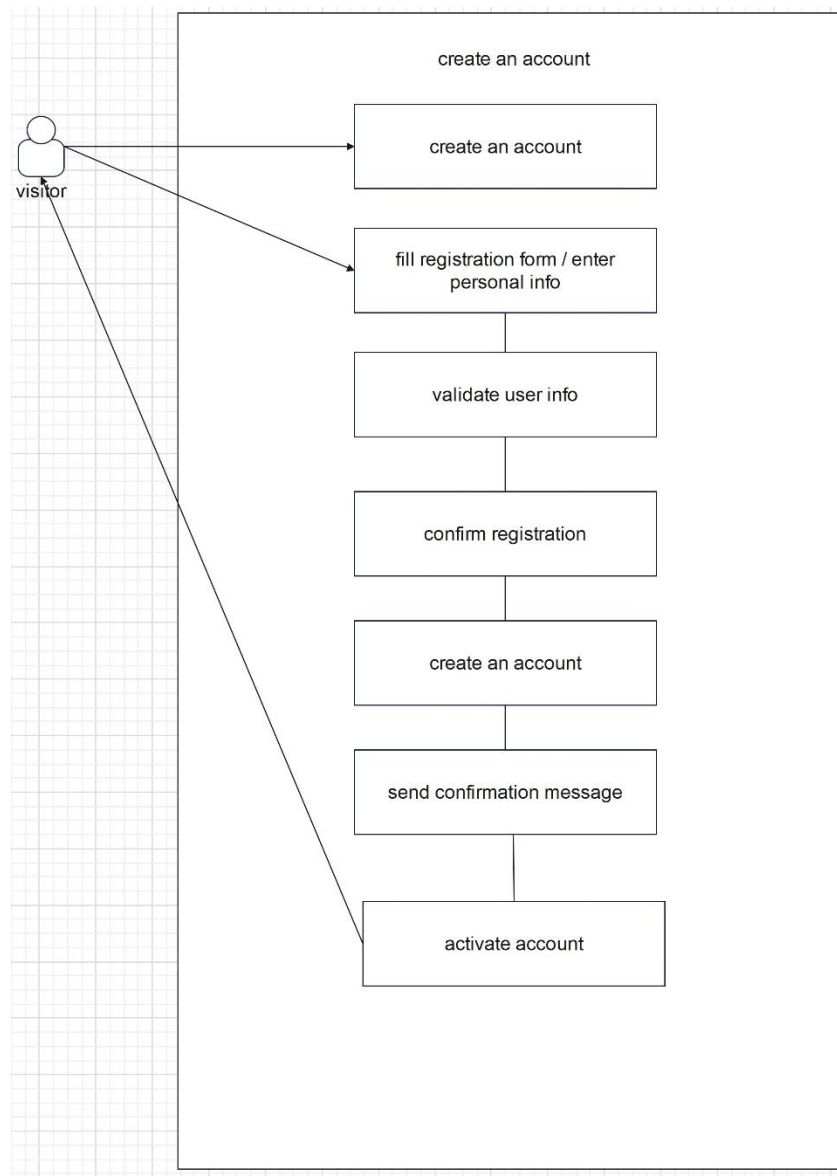 create an account
create an account
visitor
fill registration form / enter
personal info
validate user info
confirm registration
create an account
send confirmation message
activate account